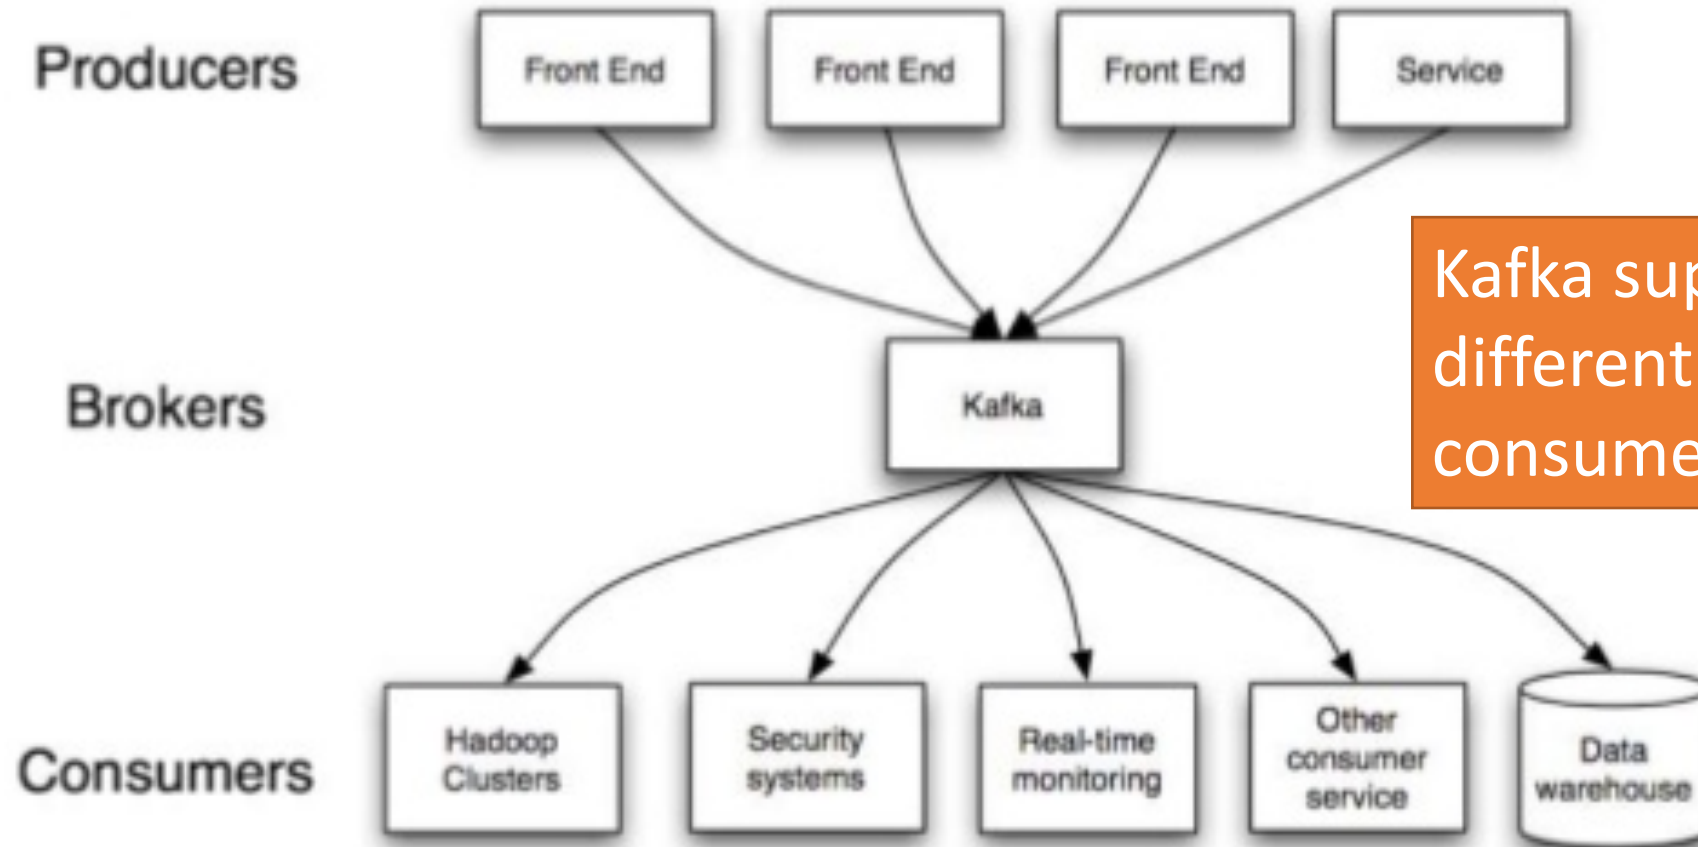 Producers
Front End
Front End
Front End
Service
Kafka
different
Brokers
Kafka
Hadoop
Clusters
Security
systems
Real-time
monitoring
Other
consumer
service
Data
warehouse
Consumers